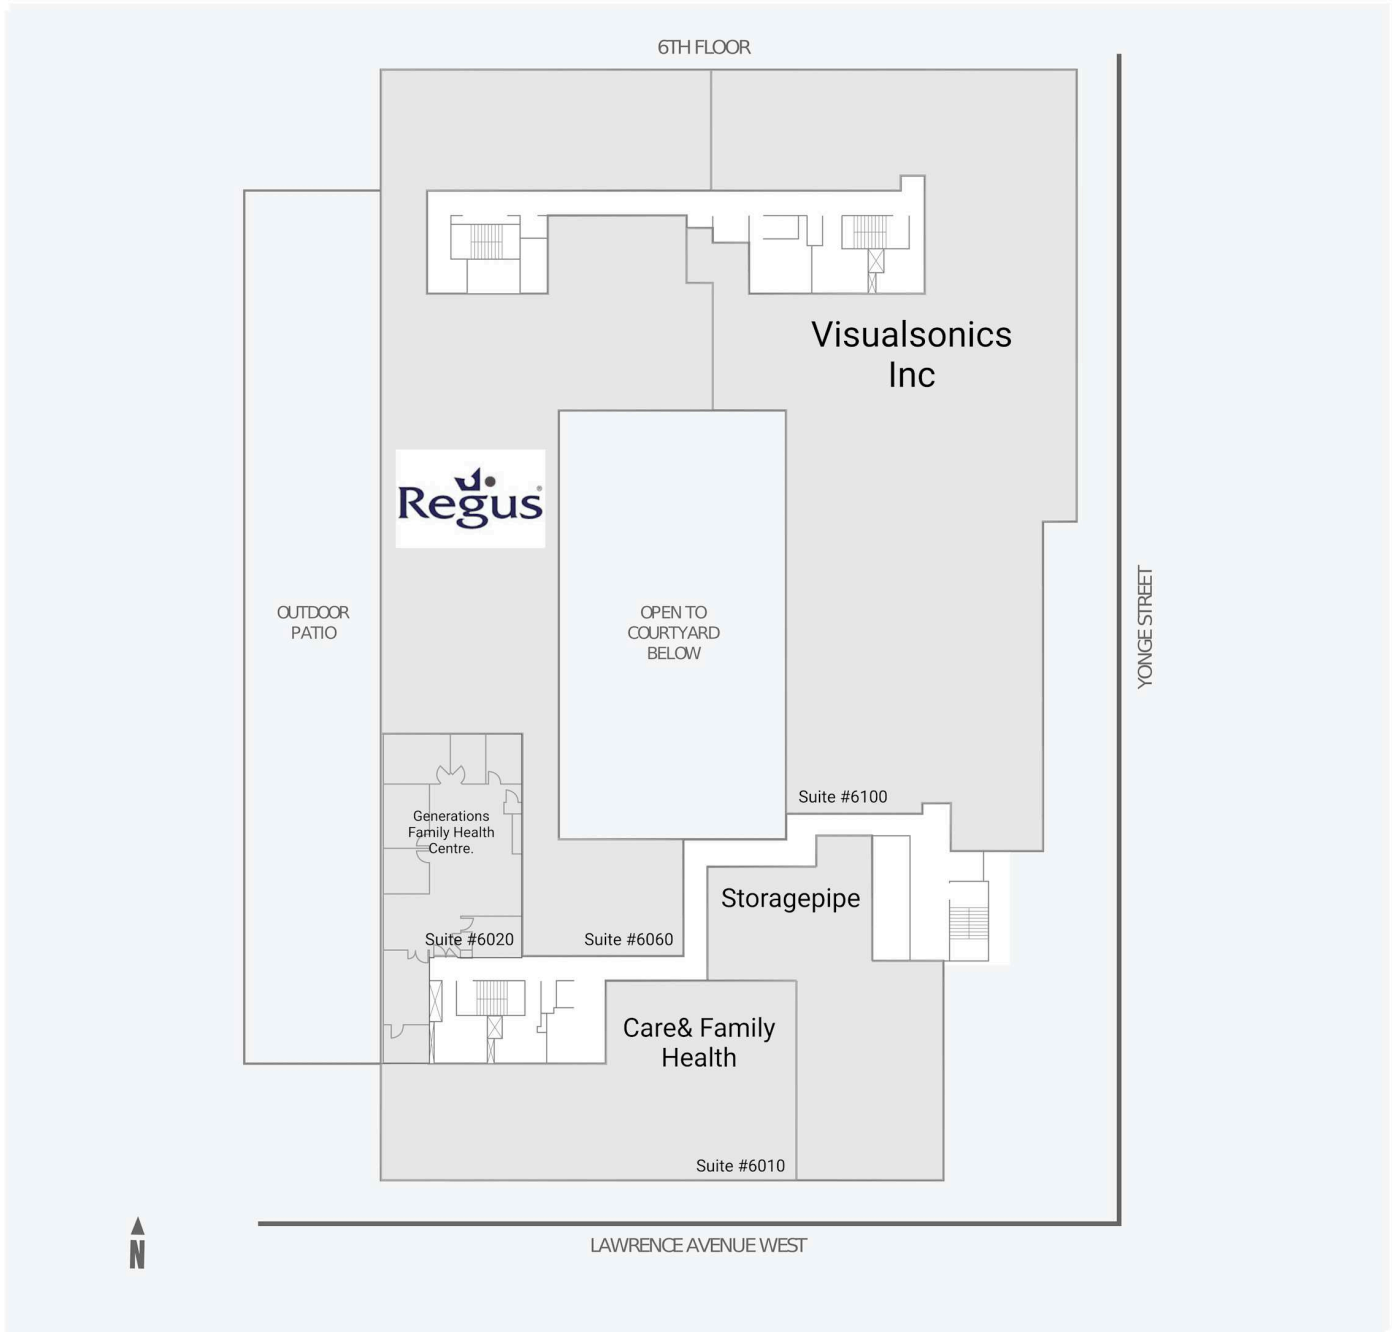 6TH FLOOR
Visualsonics
Inc
Regus
OUTDOOR
PATIO
OPEN TO
COURTYARD
BELOW
YONGE STREET
Suite #6100
Generations
Family Health
Centre.
Storagepipe
Suite #6020
Suite #6060
Care& Family
Health
Suite #6010
LAWRENCE AVENUE WEST
N